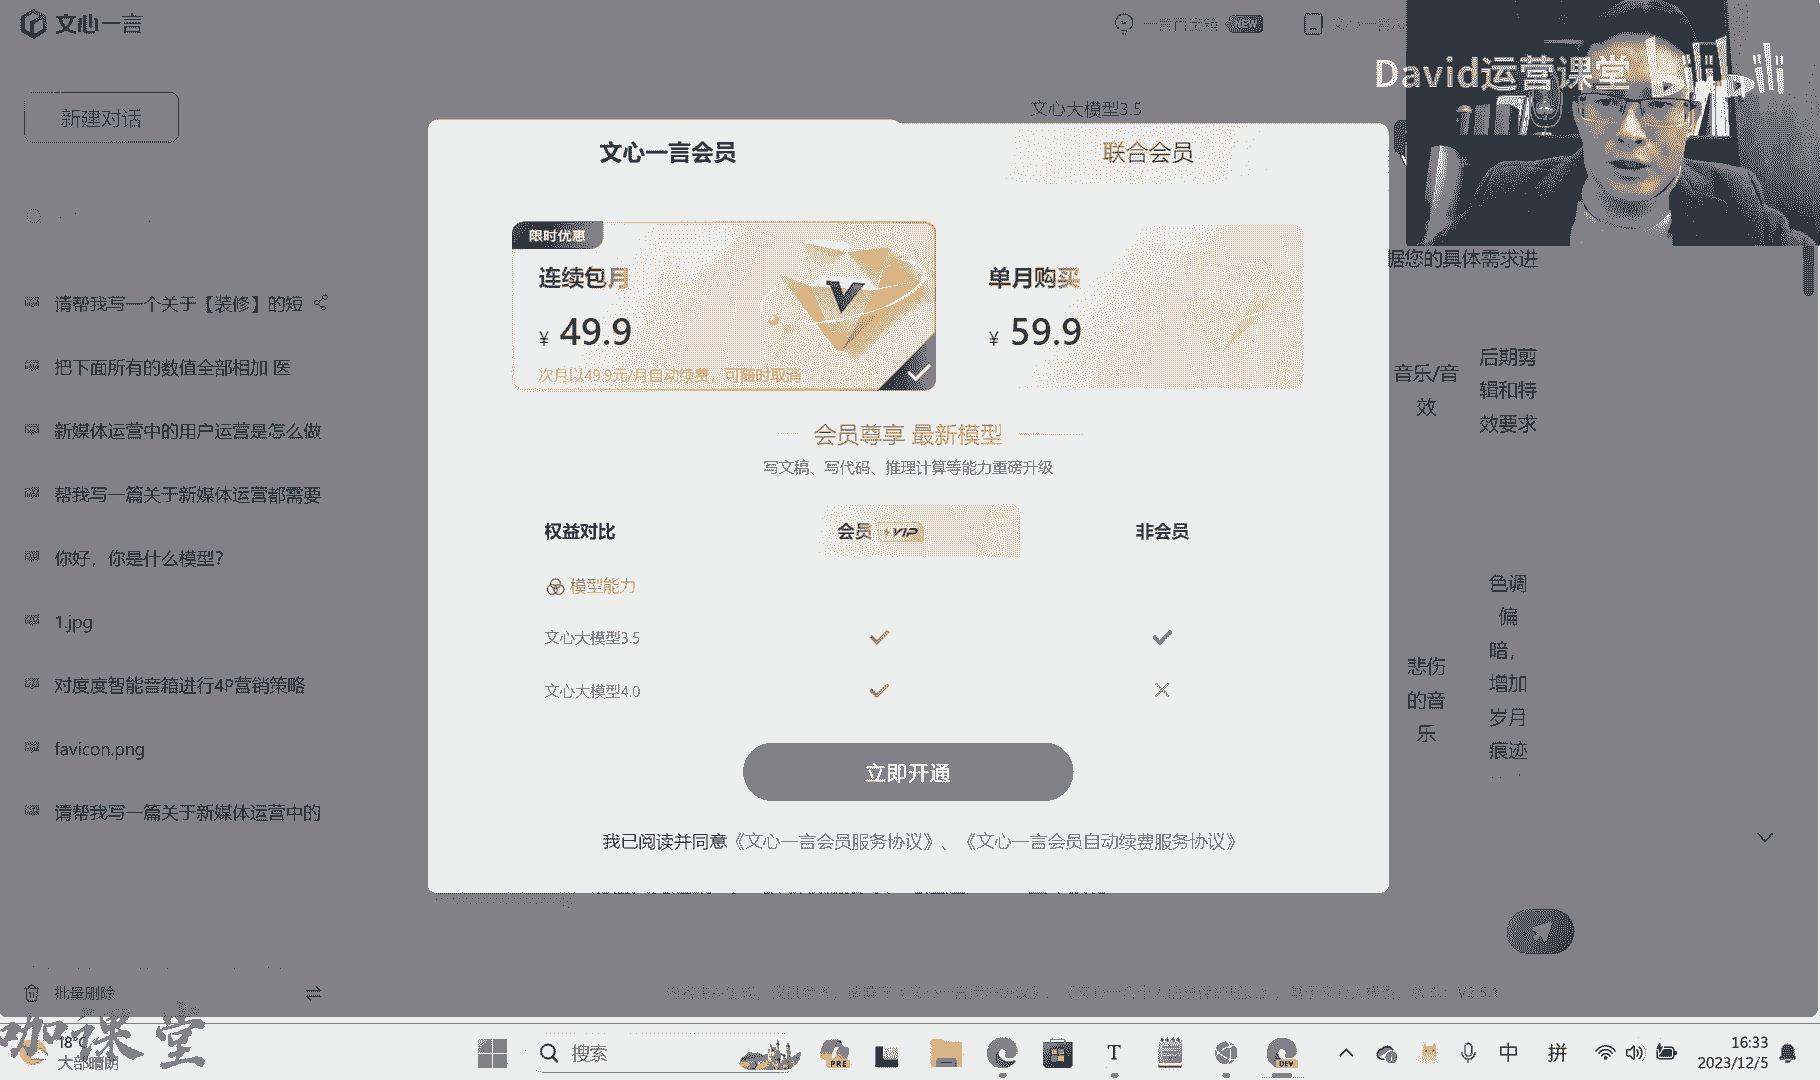 文心一言
一言百宝箱 NEW
David运营课堂 bilibili
新建对话
文心大模型3.5
文心一言会员
联合会员
限时优惠
连续包月
¥ 49.9
次月以49.9元/月自动续费，可随时取消
单月购买
¥ 59.9
会员尊享 最新模型
写文稿、写代码、推理计算等能力重磅升级
权益对比 会员 VIP 非会员
模型能力
文心大模型3.5
文心大模型4.0
立即开通
我已阅读并同意《文心一言会员服务协议》、《文心一言会员自动续费服务协议》
请帮我写一个关于【装修】的短
把下面所有的数值全部相加 医
新媒体运营中的用户运营是怎么做
帮我写一篇关于新媒体运营都需要
你好，你是什么模型?
1.jpg
对度度智能音箱进行4P营销策略
favicon.png
请帮我写一篇关于新媒体运营中的
批量删除
据您的具体需求进
音乐/音
效
后期剪
辑和特
效要求
悲伤
的音
乐
色调
偏
暗，
增加
岁月
痕迹
V2.5.1
咖课堂
18°C
大部晴朗
搜索
PRE
DEV
中
拼
16:33
2023/12/5